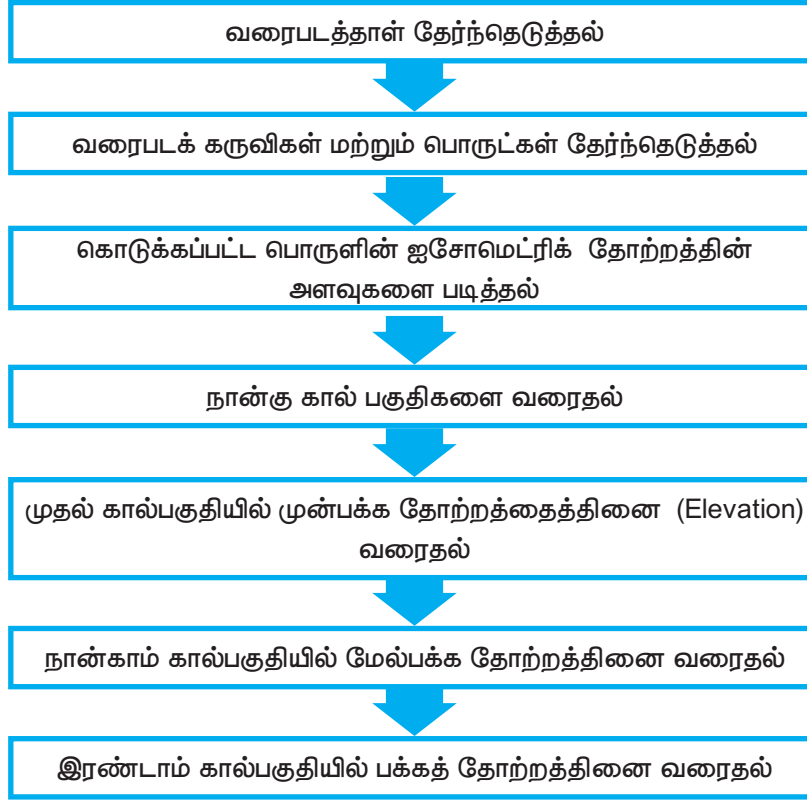 வரைபடத்தாள் தேர்ந்தெடுத்தல்
வரைபடக் கருவிகள் மற்றும் பொருட்கள் தேர்ந்தெடுத்தல்
கொடுக்கப்பட்ட பொருளின் ஐசோமெட்ரிக் தோற்றத்தின்
அளவுகளை படித்தல்
நான்கு கால் பகுதிகளை வரைதல்
முதல் கால்பகுதியில் முன்பக்க தோற்றத்தைத்தினை (Elevation)
வரைதல்
நான்காம் கால்பகுதியில் மேல்பக்க தோற்றத்தினை வரைதல்
இரண்டாம் கால்பகுதியில் பக்கத் தோற்றத்தினை வரைதல்